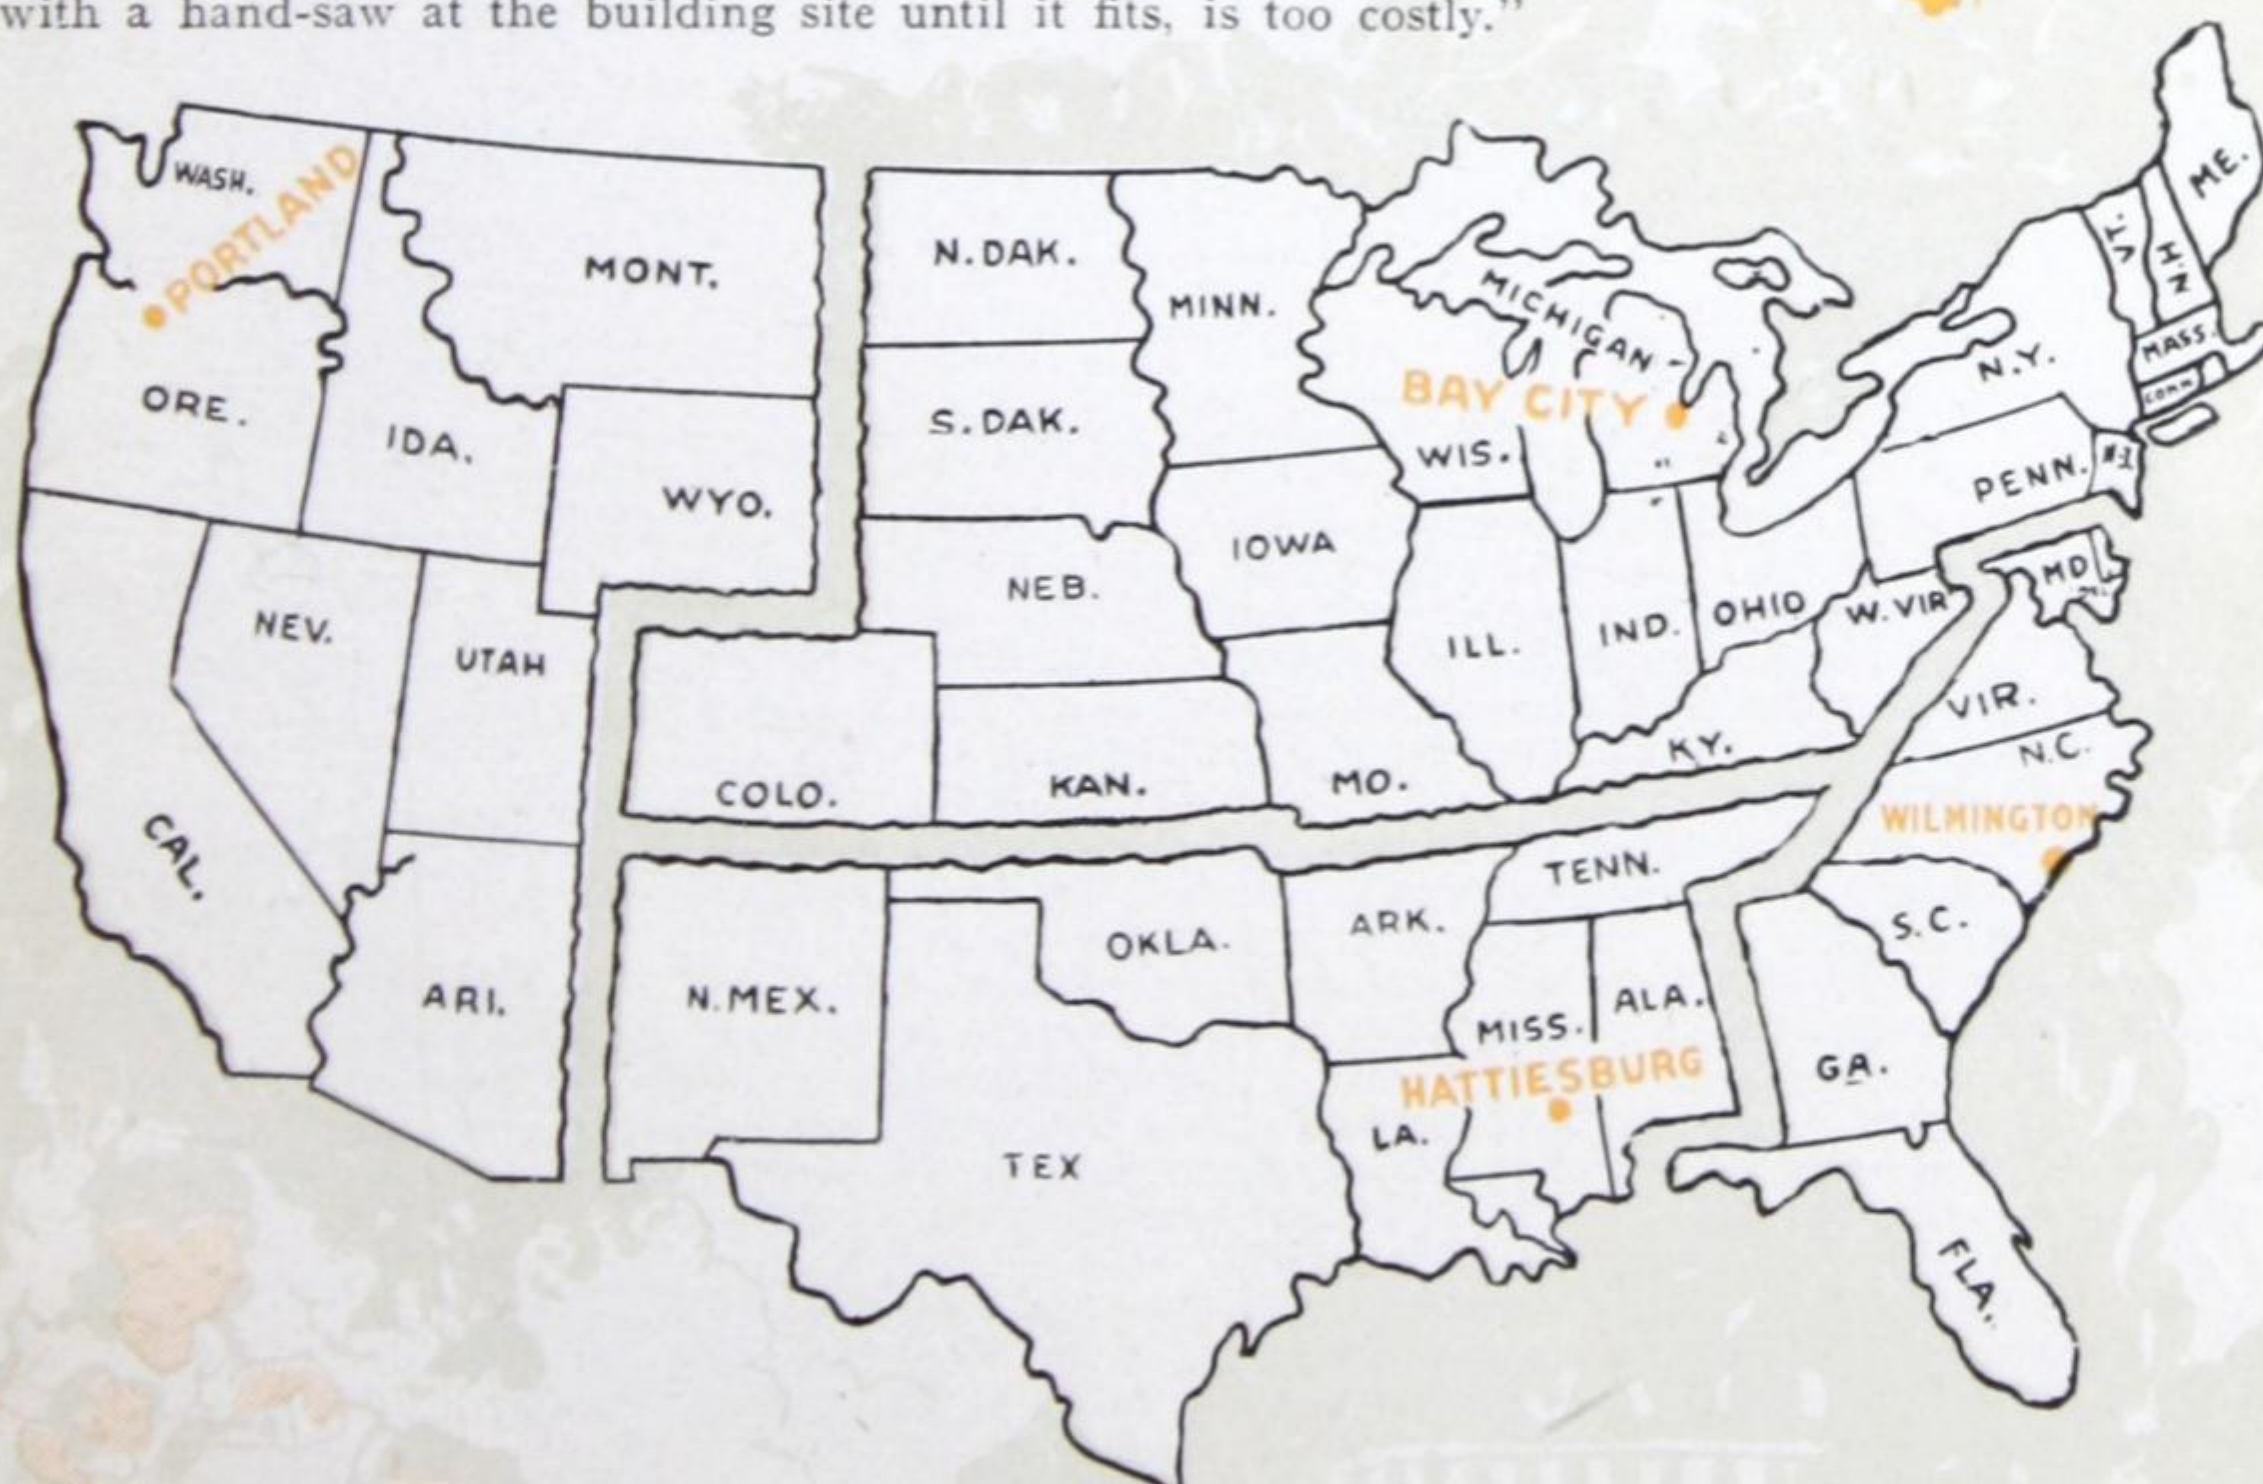 with a hand-saw at the building site until it fits, is too costly."
WASH.
PORTLAND
MONT.
N. DAK.
MINN.
MICHIGAN
ME.
VT.
N.H.
MASS.
CONN
N.Y.
ORE.
IDA.
S. DAK.
BAY CITY
WIS.
PENN.
N.J.
WYO.
IOWA
NEB.
MD
NEV.
UTAH
ILL.
IND.
OHIO
W. VIR
VIR.
COLO.
KAN.
MO.
KY.
N.C.
WILMINGTON
CAL.
TENN.
ARI.
N. MEX.
OKLA.
ARK.
S.C.
MISS.
ALA.
HATTIESBURG
GA.
LA.
TEX
FLA.